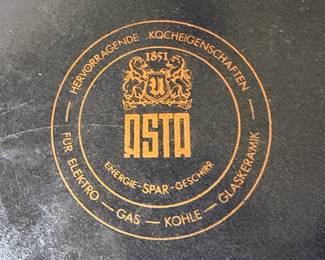 HERVORRAGENDE KOCHEIGENSCHAFTEN
1851
U
ASTA
ENERGIE-SPAR-GESCHIRR
FÜR ELEKTRO — GAS — KOHLE — GLASKERAMIK